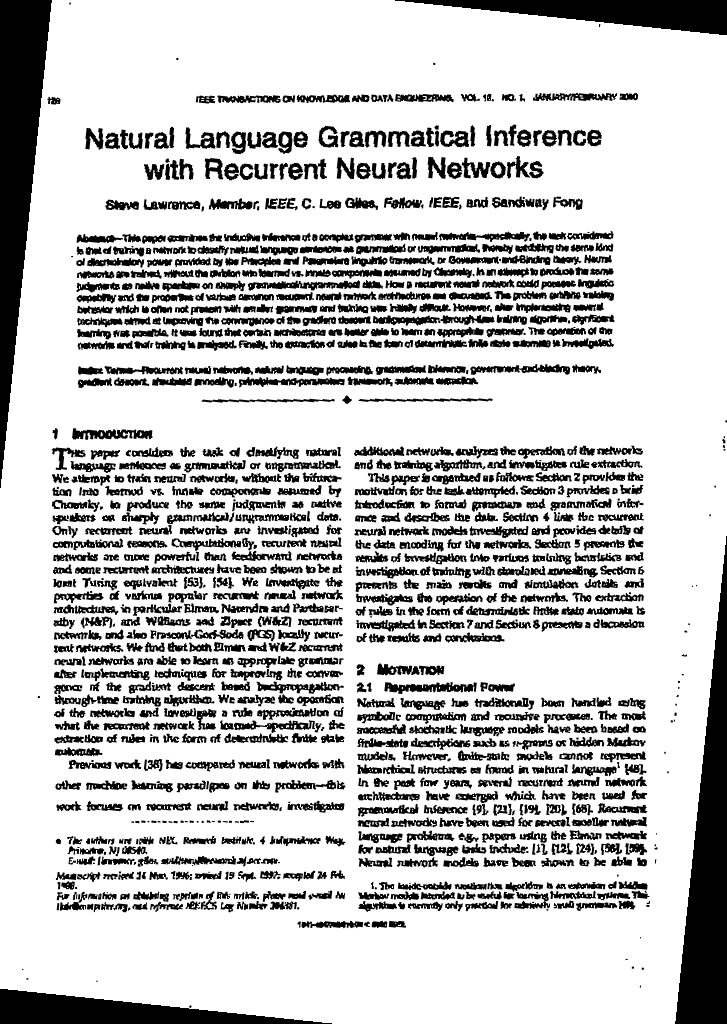 126 IEEE TRANSACTIONS ON KNOWLEDGE AND DATA ENGINEERING, VOL. 12, NO. 1, JANUARY/FEBRUARY 2000
Natural Language Grammatical Inference
with Recurrent Neural Networks
Steve Lawrence, Member, IEEE, C. Lee Giles, Fellow, IEEE, and Sandiway Fong
Abstract—This paper examines the inductive inference of a complex grammar with neural networks—specifically, the task considered
is that of training a network to classify natural language sentences as grammatical or ungrammatical, thereby exhibiting the same kind
of discriminatory power provided by the Principles and Parameters linguistic framework, or Government-and-Binding theory. Neural
networks are trained, without the division into learned vs. innate components assumed by Chomsky, in an attempt to produce the same
judgments as native speakers on sharply grammatical/ungrammatical data. How a recurrent neural network could possess linguistic
capability and the properties of various common recurrent neural network architectures are discussed. The problem exhibits training
behavior which is often not present with smaller grammars and training was initially difficult. However, after implementing several
techniques aimed at improving the convergence of the gradient descent backpropagation-through-time training algorithm, significant
learning was possible. It was found that certain architectures are better able to learn an appropriate grammar. The operation of the
networks and their training is analyzed. Finally, the extraction of rules in the form of deterministic finite state automata is investigated.
Index Terms—Recurrent neural networks, natural language processing, grammatical inference, government-and-binding theory,
gradient descent, simulated annealing, principles-and-parameters framework, automata extraction.
1 INTRODUCTION
THIS paper considers the task of classifying natural
language sentences as grammatical or ungrammatical.
We attempt to train neural networks, without the bifurca-
tion into learned vs. innate components assumed by
Chomsky, to produce the same judgments as native
speakers on sharply grammatical/ungrammatical data.
Only recurrent neural networks are investigated for
computational reasons. Computationally, recurrent neural
networks are more powerful than feedforward networks
and some recurrent architectures have been shown to be at
least Turing equivalent [53], [54]. We investigate the
properties of various popular recurrent neural network
architectures, in particular Elman, Narendra and Parthasar-
athy (N&P), and Williams and Zipser (W&Z) recurrent
networks, and also Frasconi-Gori-Soda (FGS) locally recur-
rent networks. We find that both Elman and W&Z recurrent
neural networks are able to learn an appropriate grammar
after implementing techniques for improving the conver-
gence of the gradient descent based backpropagation-
through-time training algorithm. We analyze the operation
of the networks and investigate a rule approximation of
what the recurrent network has learned—specifically, the
extraction of rules in the form of deterministic finite state
automata.
Previous work [38] has compared neural networks with
other machine learning paradigms on this problem—this
work focuses on recurrent neural networks, investigates
• The authors are with NEC Research Institute, 4 Independence Way,
Princeton, NJ 08540.
E-mail:
Manuscript received 14 Nov. 1996; revised 19 Sept. 1997; accepted 24 Feb.
1998.
For information on obtaining reprints of this article, please send e-mail to:
and reference IEEECS Log Number
additional networks, analyzes the operation of the networks
and the training algorithm, and investigates rule extraction.
This paper is organized as follows: Section 2 provides the
motivation for the task attempted. Section 3 provides a brief
introduction to formal grammars and grammatical infer-
ence and describes the data. Section 4 lists the recurrent
neural network models investigated and provides details of
the data encoding for the networks. Section 5 presents the
results of investigation into various training heuristics and
investigation of training with simulated annealing. Section 6
presents the main results and simulation details and
investigates the operation of the networks. The extraction
of rules in the form of deterministic finite state automata is
investigated in Section 7 and Section 8 presents a discussion
of the results and conclusions.
2 MOTIVATION
2.1 Representational Power
Natural language has traditionally been handled using
symbolic computation and recursive processes. The most
successful stochastic language models have been based on
finite-state descriptions such as n-grams or hidden Markov
models. However, finite-state models cannot represent
hierarchical structures as found in natural language¹ [48].
In the past few years, several recurrent neural network
architectures have emerged which have been used for
grammatical inference [9], [21], [19], [20], [68]. Recurrent
neural networks have been used for several smaller natural
language problems, e.g., papers using the Elman network
for natural language tasks include: [1], [12], [24], [58], [59].
Neural network models have been shown to be able to
1. The inside-outside reestimation algorithm is an extension of hidden
Markov models intended to be useful for learning hierarchical systems. The
algorithm is currently only practical for relatively small grammars [48].